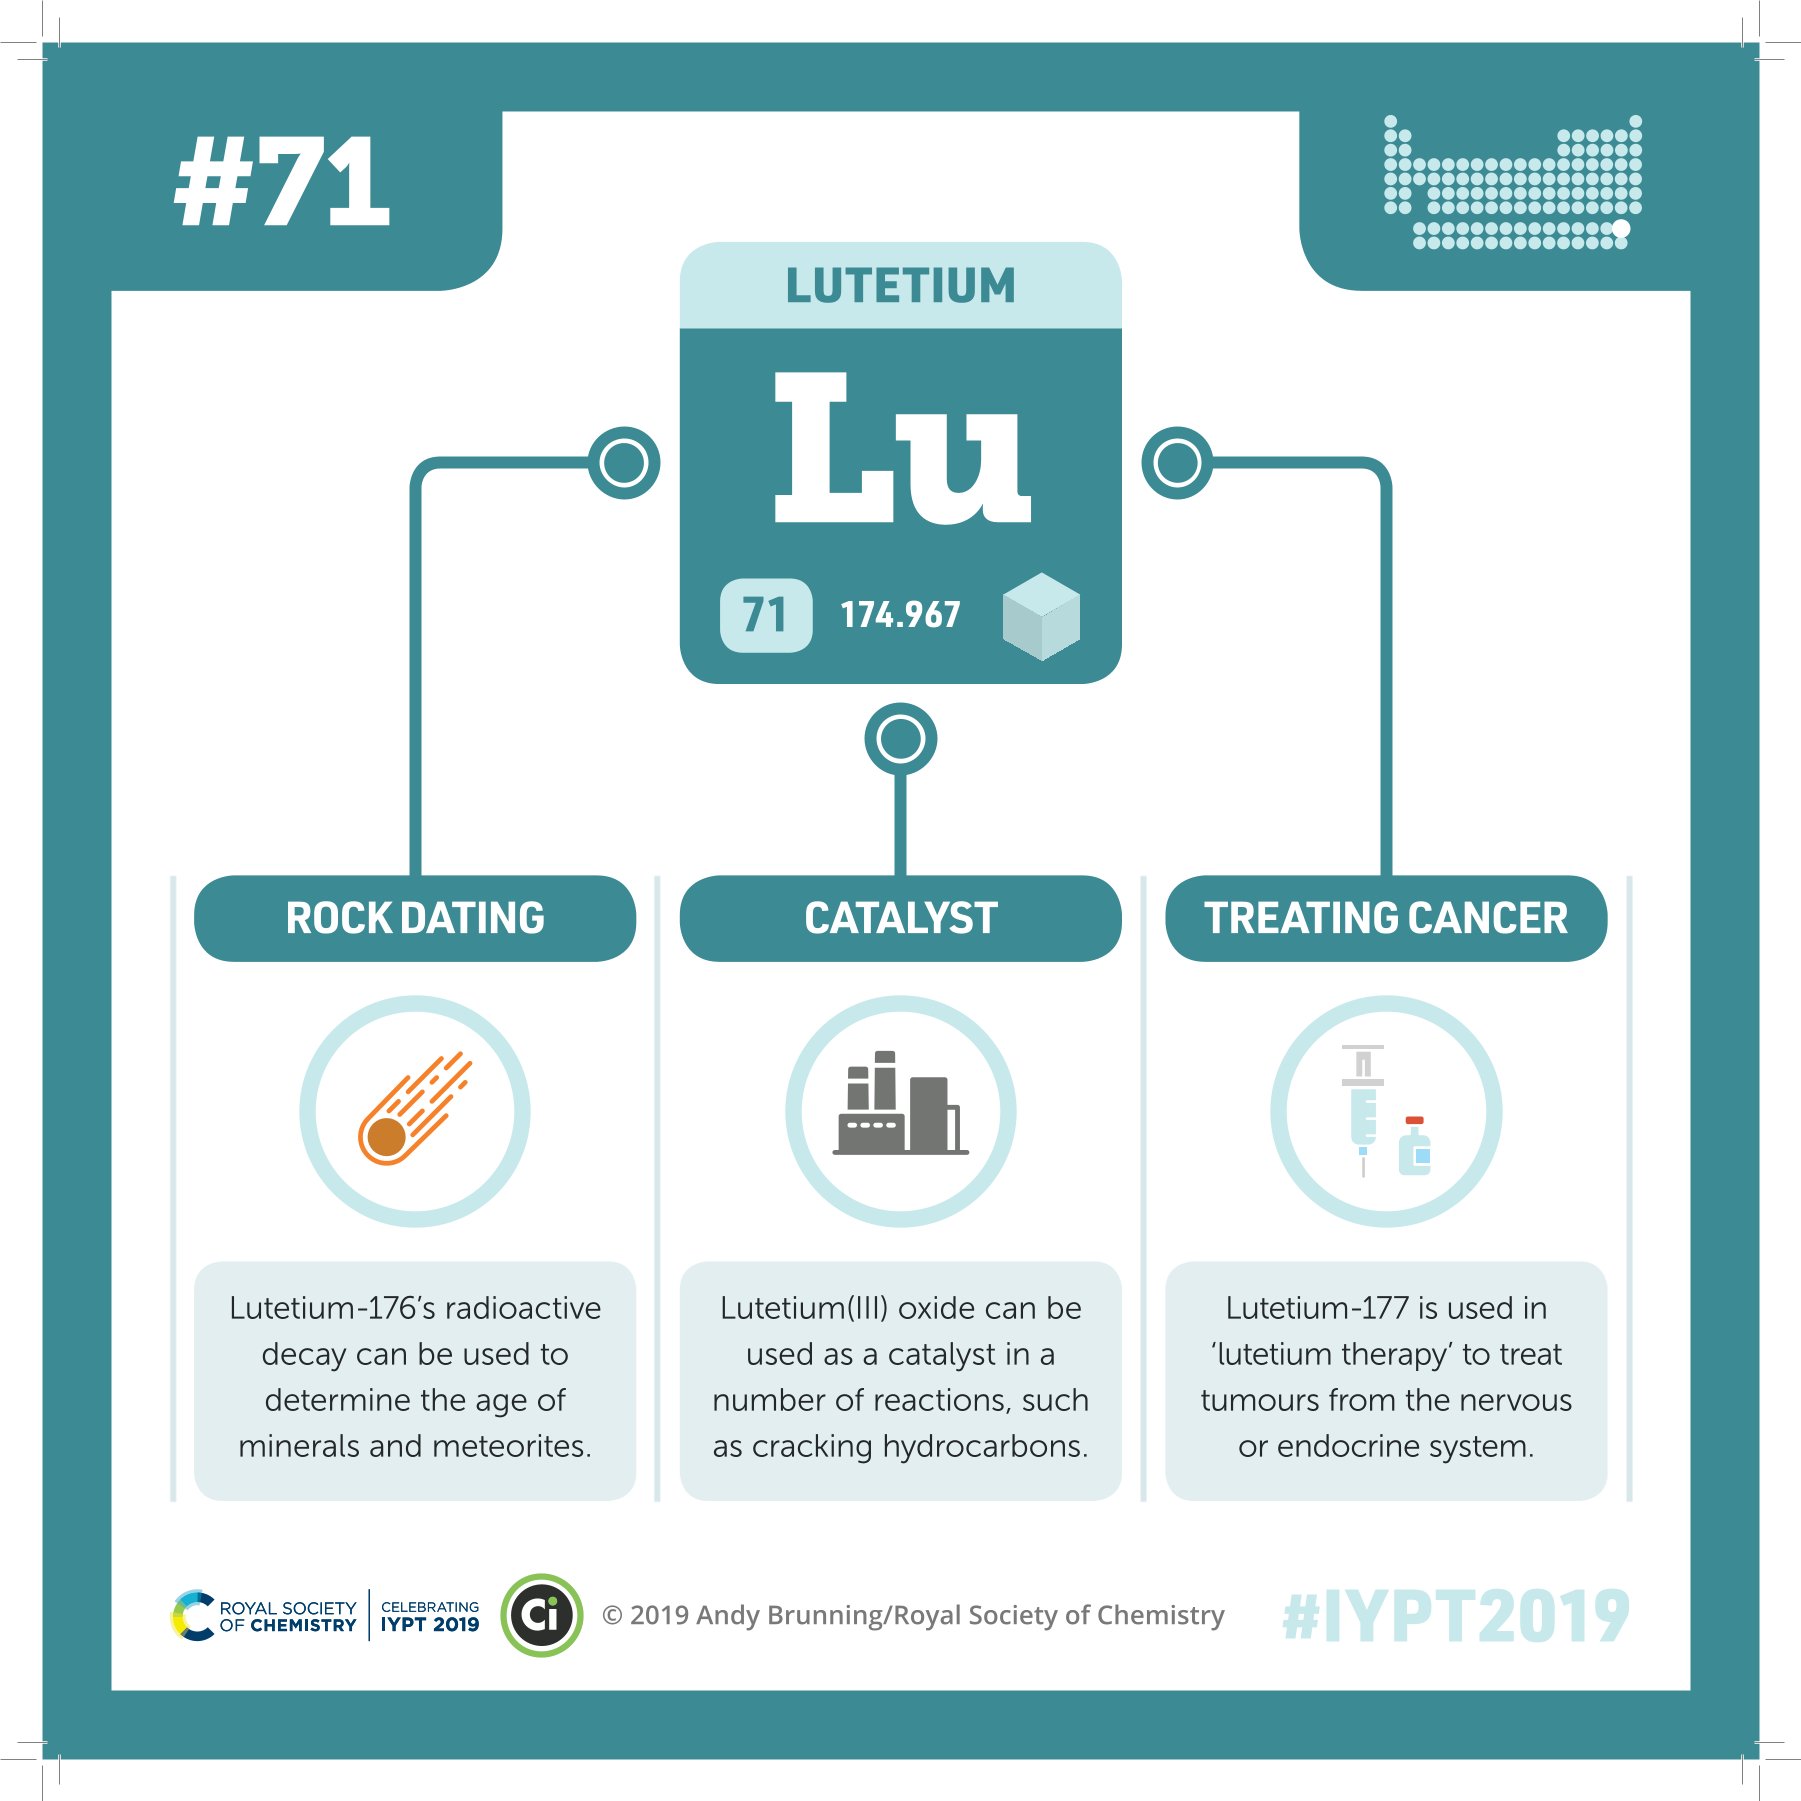 #71
LUTETIUM
Lu
71
174.967
ROCK DATING
Lutetium-176’s radioactive
decay can be used to
determine the age of
minerals and meteorites.
CATALYST
Lutetium(III) oxide can be
used as a catalyst in a
number of reactions, such
as cracking hydrocarbons.
TREATING CANCER
Lutetium-177 is used in
‘lutetium therapy’ to treat
tumours from the nervous
or endocrine system.
ROYAL SOCIETY
OF CHEMISTRY
CELEBRATING
IYPT 2019
Ci
© 2019 Andy Brunning/Royal Society of Chemistry
#IYPT2019